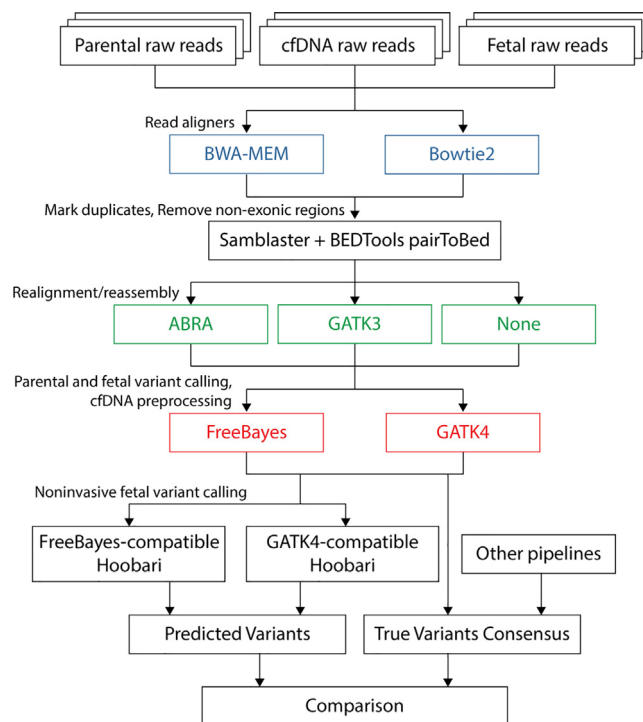 Parental raw reads
cfDNA raw reads
Fetal raw reads
Read aligners
BWA-MEM
Bowtie2
Mark duplicates, Remove non-exonic regions
Samblaster + BEDTools pairToBed
Realignment/reassembly
ABRA
GATK3
None
Parental and fetal variant calling,
cfDNA preprocessing
FreeBayes
GATK4
Noninvasive fetal variant calling
FreeBayes-compatible
Hoobari
GATK4-compatible
Hoobari
Other pipelines
Predicted Variants
True Variants Consensus
Comparison